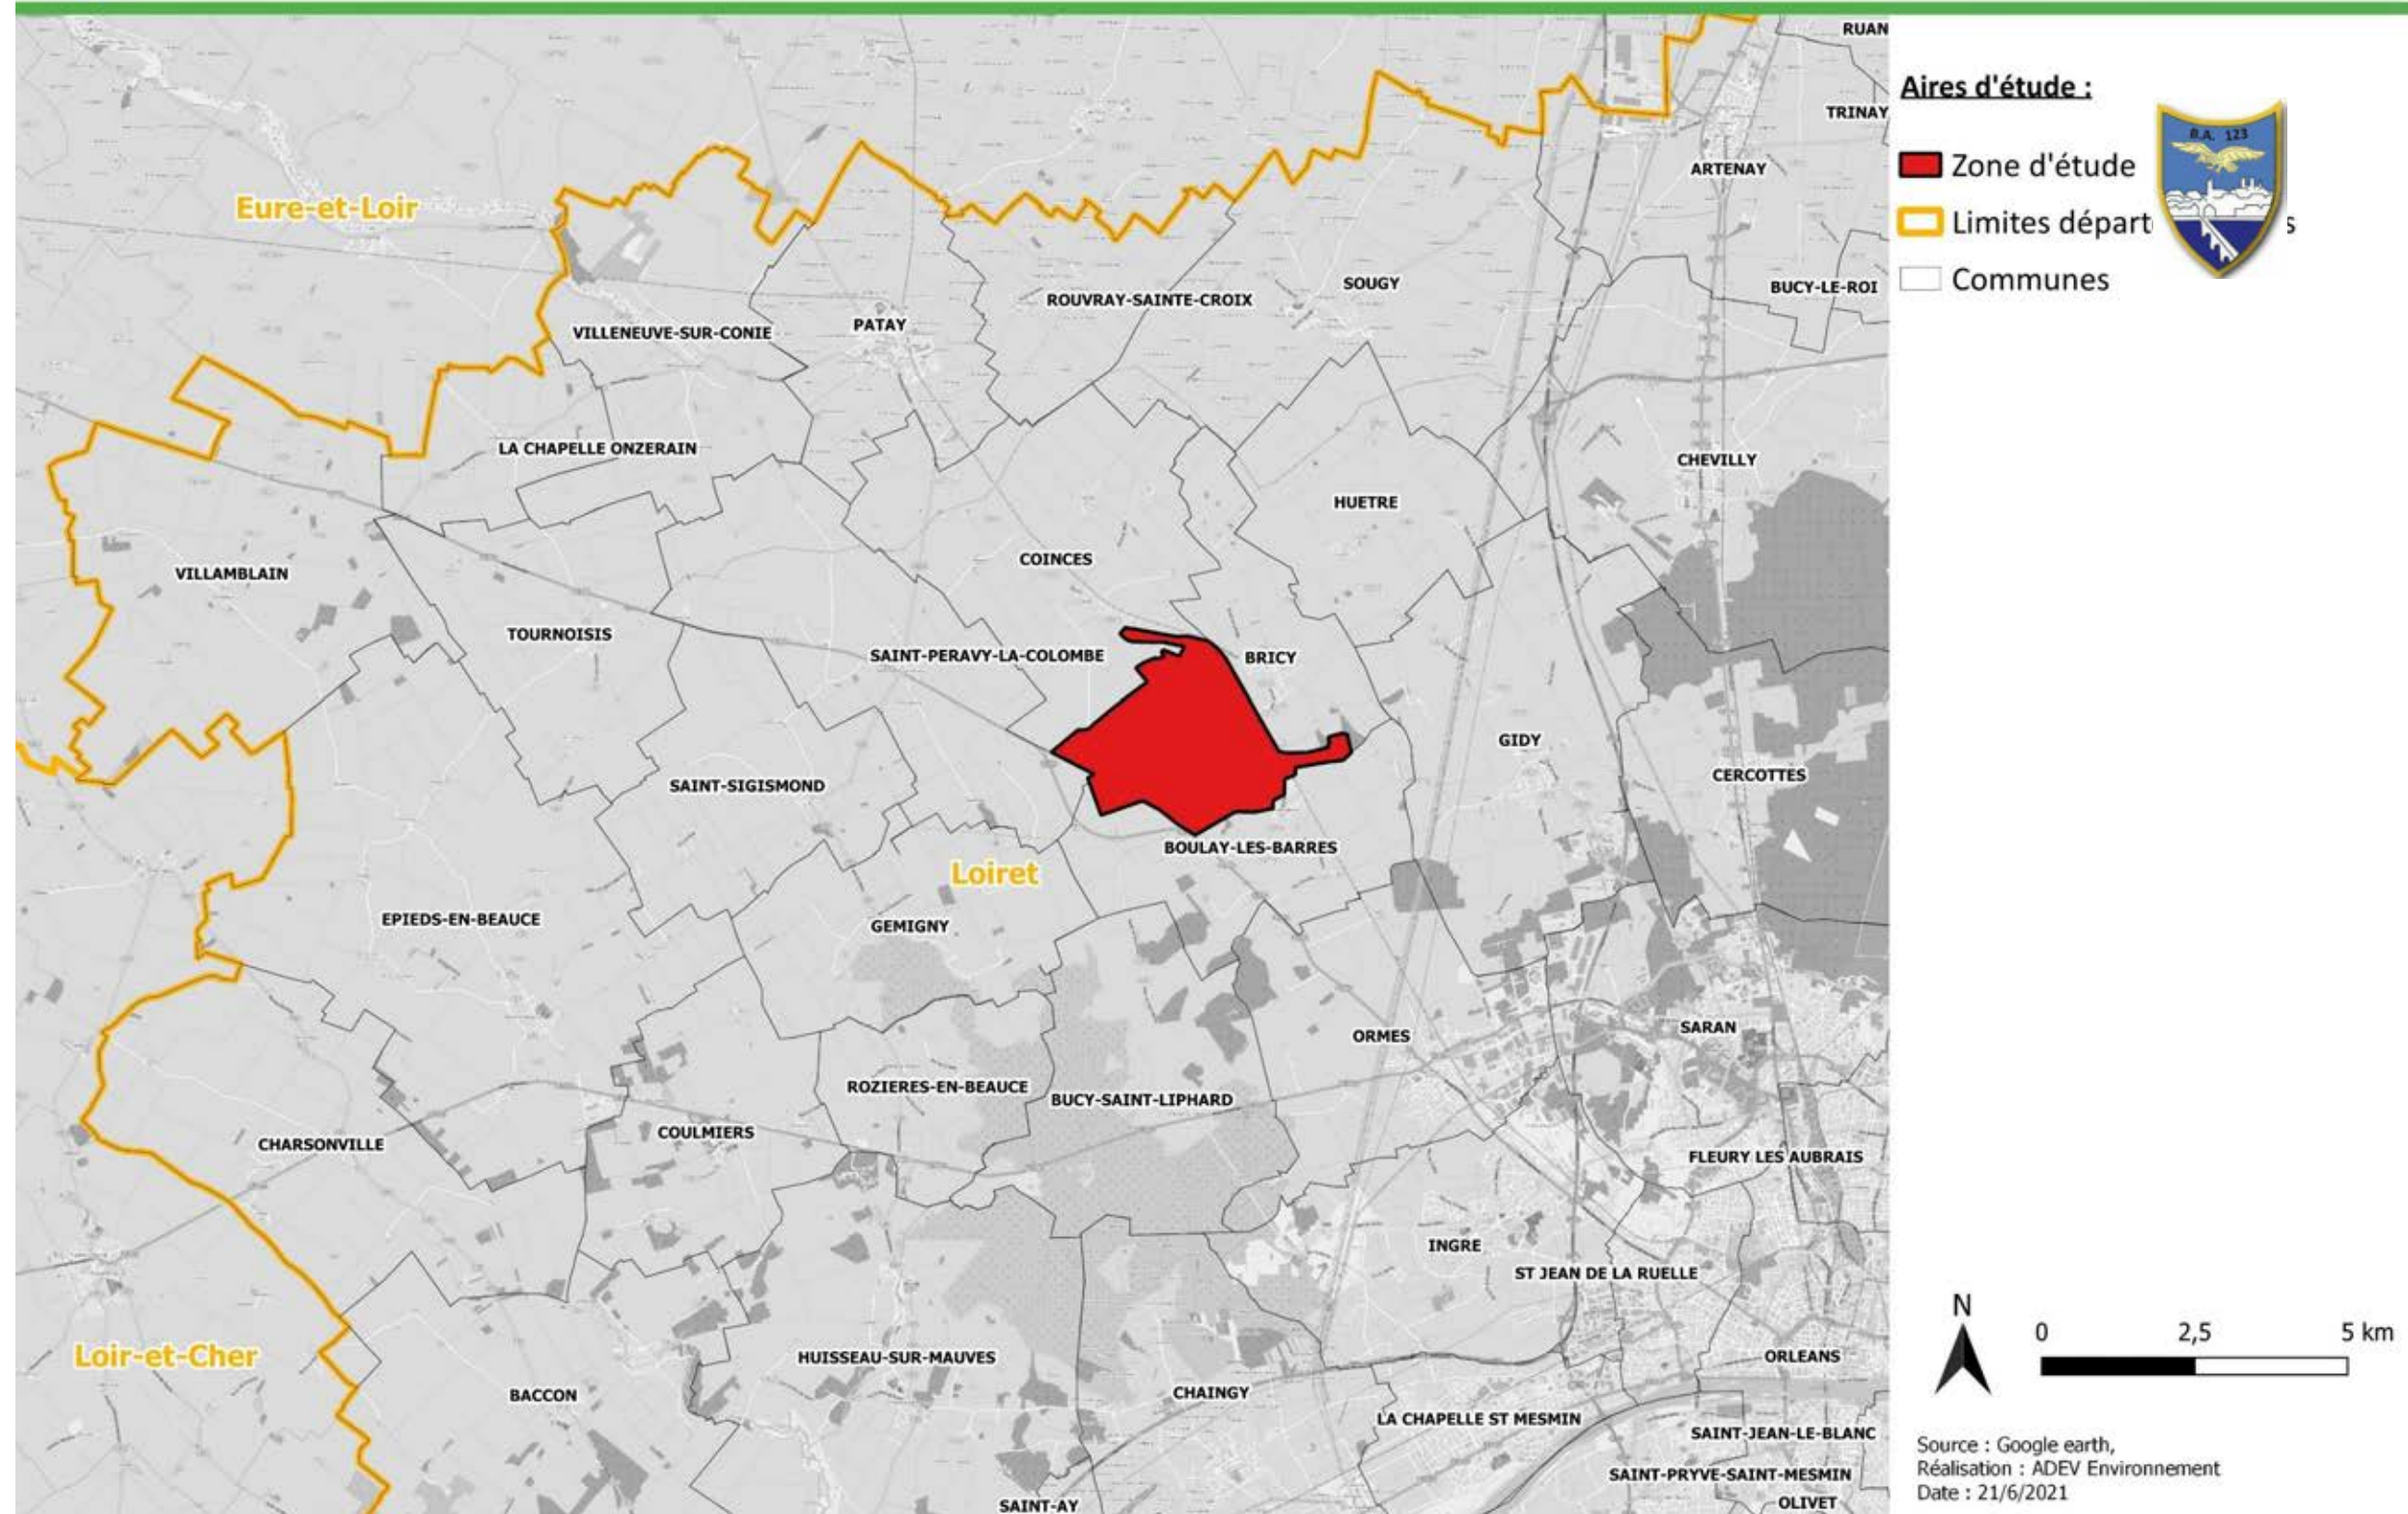 RUAN
TRINAY
ARTENAY
Eure-et-Loir
SOUGY
BUCY-LE-ROI
ROUVRAY-SAINTE-CROIX
PATAY
VILLENEUVE-SUR-CONIE
LA CHAPELLE ONZERAIN
CHEVILLY
HUETRE
COINCES
VILLAMBLAIN
TOURNOISIS
SAINT-PERAVY-LA-COLOMBE
BRICY
GIDY
CERCOTTES
SAINT-SIGISMOND
BOULAY-LES-BARRES
Loiret
EPIEDS-EN-BEAUCE
GEMIGNY
SARAN
ORMES
ROZIERES-EN-BEAUCE
BUCY-SAINT-LIPHARD
COULMIERS
CHARSONVILLE
FLEURY LES AUBRAIS
INGRE
ST JEAN DE LA RUELLE
Loir-et-Cher
HUISSEAU-SUR-MAUVES
ORLEANS
BACCON
CHAINGY
LA CHAPELLE ST MESMIN
SAINT-JEAN-LE-BLANC
SAINT-PRYVE-SAINT-MESMIN
SAINT-AY
OLIVET
Aires d'étude :
B.A. 123
Zone d'étude
Limites départ s
Communes
N
0 2,5 5 km
Source : Google earth,
Réalisation : ADEV Environnement
Date : 21/6/2021